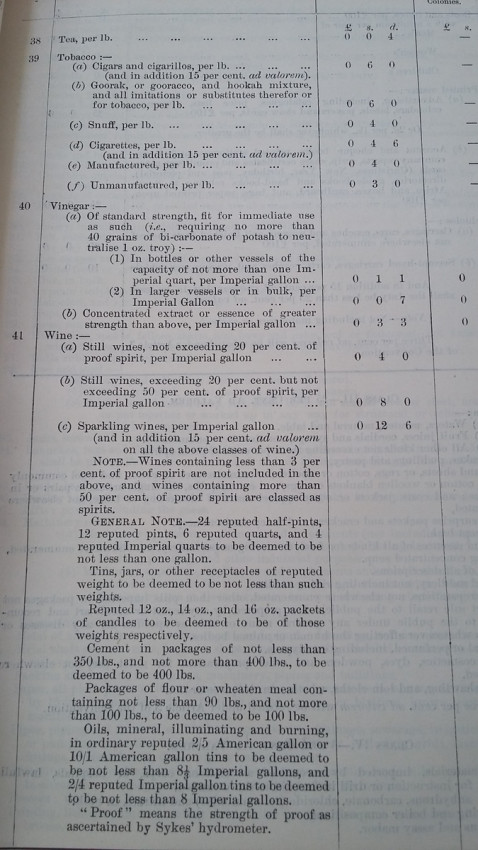 Colonies.
£ s. d. £ s.
38 Tea, per lb. ... ... ... ... ... ... 0 0 4 —
39 Tobacco :—
(a) Cigars and cigarillos, per lb. ... ... ... 0 6 0 —
(and in addition 15 per cent. ad valorem).
(b) Goorak, or gooracco, and hookah mixture,
and all imitations or substitutes therefor or
for tobacco, per lb. ... ... ... ... 0 6 0 —
(c) Snuff, per lb. ... ... ... ... ... 0 4 0 —
(d) Cigarettes, per lb. ... ... ... ... 0 4 6 —
(and in addition 15 per cent. ad valorem.)
(e) Manufactured, per lb. ... ... ... ... 0 4 0 —
(f) Unmanufactured, per lb. ... ... ... 0 3 0 —
40 Vinegar :—
(a) Of standard strength, fit for immediate use
as such (i.e., requiring no more than
40 grains of bi-carbonate of potash to neu-
tralise 1 oz. troy) :—
(1) In bottles or other vessels of the
capacity of not more than one Im-
perial quart, per Imperial gallon ... 0 1 1 0
(2) In larger vessels or in bulk, per
Imperial Gallon ... ... ... 0 0 7 0
(b) Concentrated extract or essence of greater
strength than above, per Imperial gallon ... 0 3 3 0
41 Wine :—
(a) Still wines, not exceeding 20 per cent. of
proof spirit, per Imperial gallon ... ... 0 4 0
(b) Still wines, exceeding 20 per cent. but not
exceeding 50 per cent. of proof spirit, per
Imperial gallon ... ... ... ... 0 8 0
(c) Sparkling wines, per Imperial gallon ... 0 12 6
(and in addition 15 per cent. ad valorem
on all the above classes of wine.)
NOTE.—Wines containing less than 3 per
cent. of proof spirit are not included in the
above, and wines containing more than
50 per cent. of proof spirit are classed as
spirits.
GENERAL NOTE.—24 reputed half-pints,
12 reputed pints, 6 reputed quarts, and 4
reputed Imperial quarts to be deemed to be
not less than one gallon.
Tins, jars, or other receptacles of reputed
weight to be deemed to be not less than such
weights.
Reputed 12 oz., 14 oz., and 16 oz. packets
of candles to be deemed to be of those
weights respectively.
Cement in packages of not less than
350 lbs., and not more than 400 lbs., to be
deemed to be 400 lbs.
Packages of flour or wheaten meal con-
taining not less than 90 lbs., and not more
than 100 lbs., to be deemed to be 100 lbs.
Oils, mineral, illuminating and burning,
in ordinary reputed 2/5 American gallon or
10/1 American gallon tins to be deemed to
be not less than 8⅓ Imperial gallons, and
2/4 reputed Imperial gallon tins to be deemed
to be not less than 8 Imperial gallons.
"Proof" means the strength of proof as
ascertained by Sykes' hydrometer.